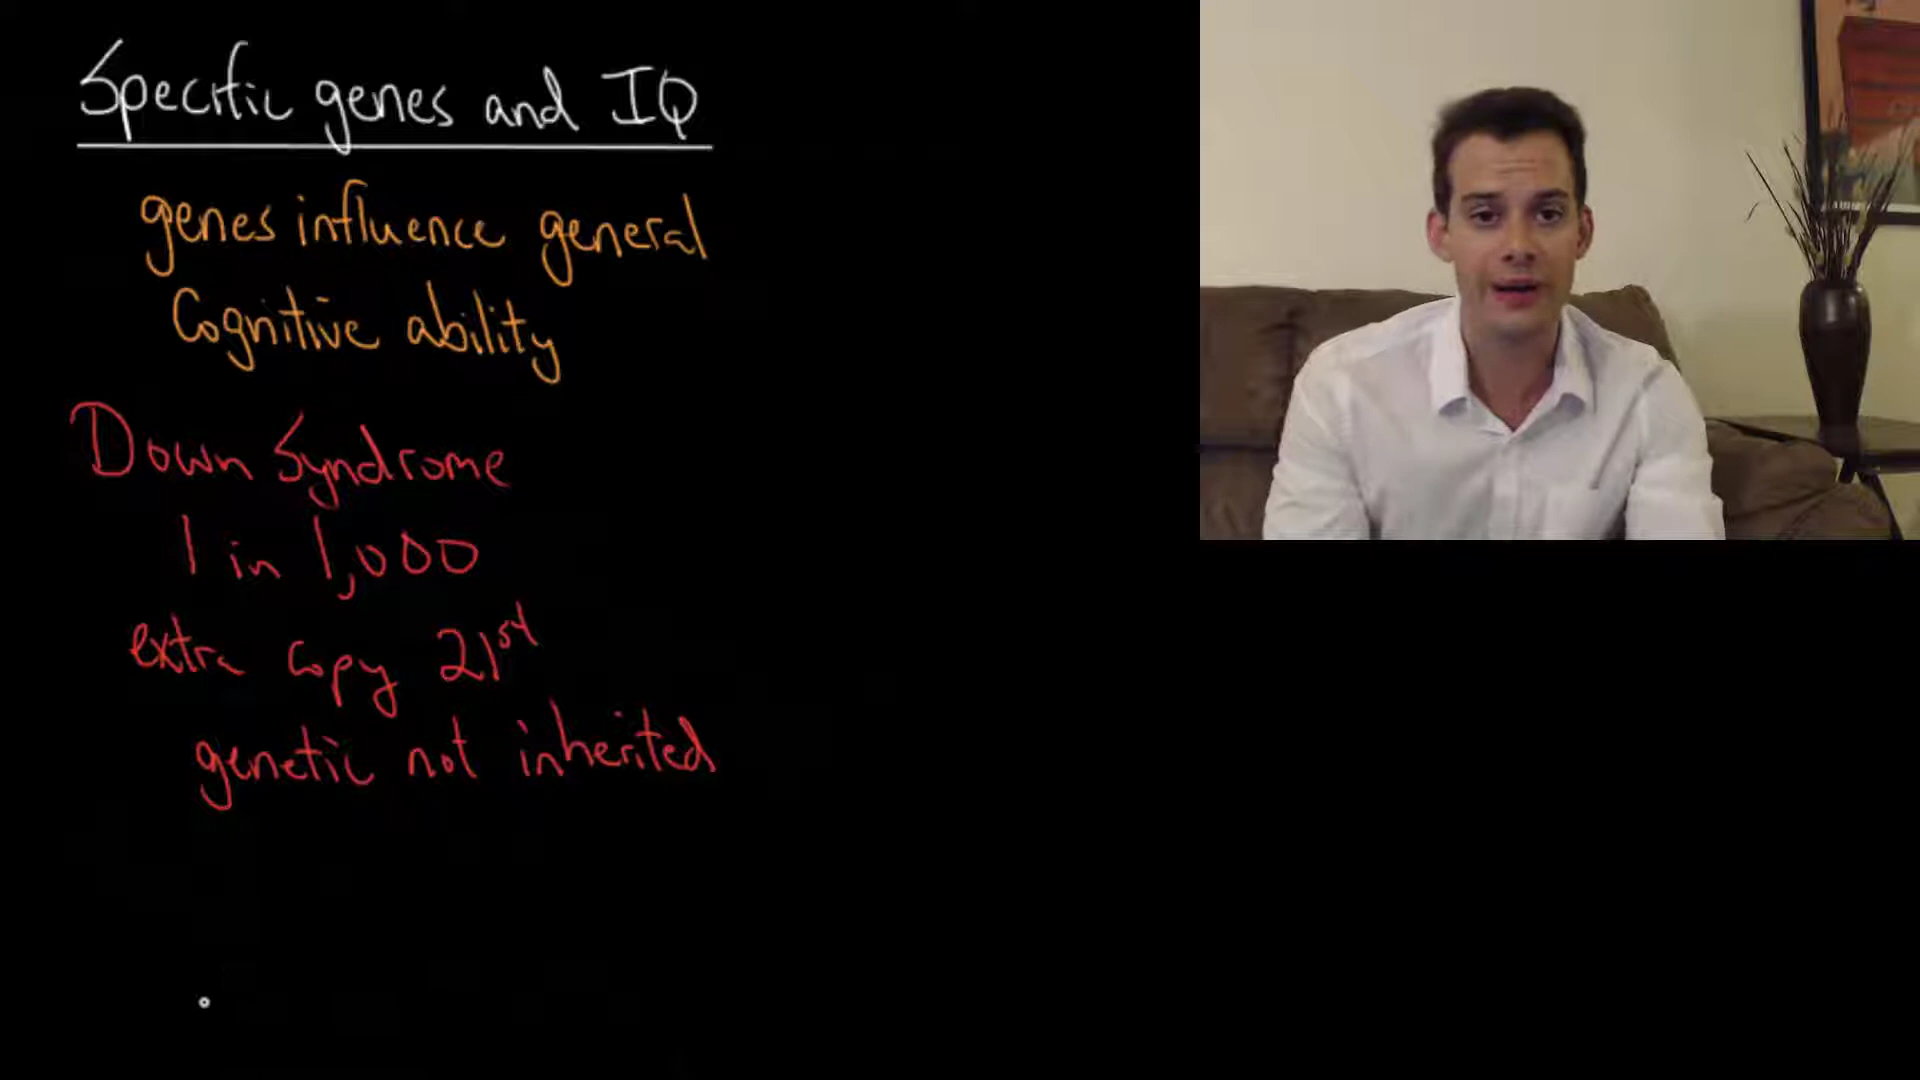 Specific genes and IQ
genes influence general
Cognitive ability
Down Syndrome
1 in 1,000
extra copy 21st
genetic not inherited